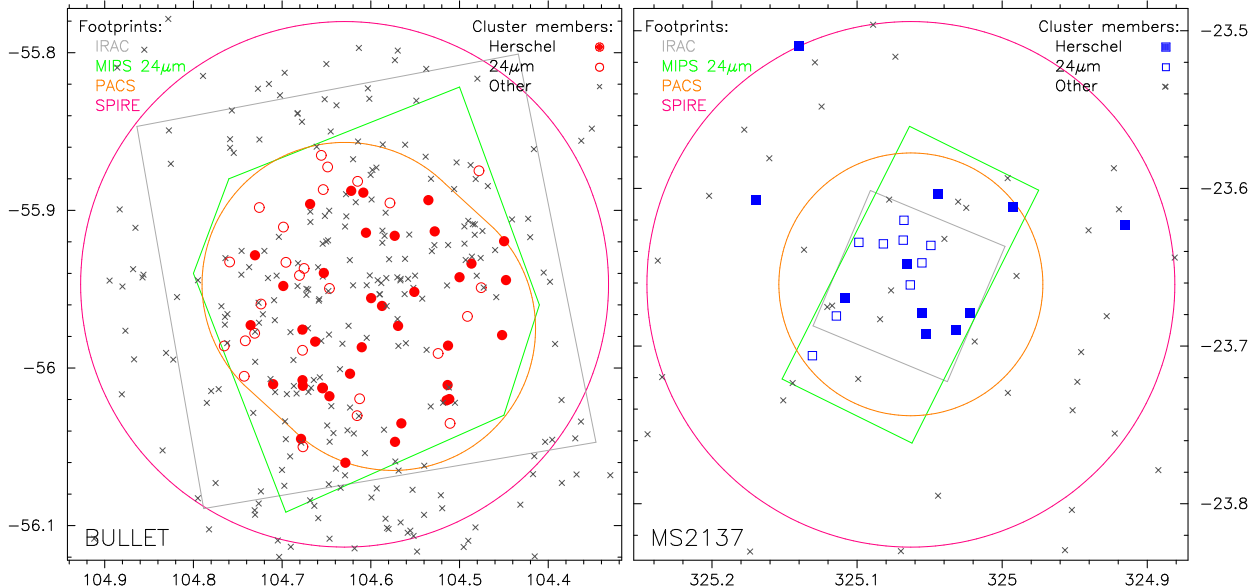 Footprints:
IRAC
MIPS 24μm
PACS
SPIRE
Cluster members:
Herschel
24μm
Other
−55.8
−55.9
−56
−56.1
BULLET
104.9
104.8
104.7
104.6
104.5
104.4
Footprints:
IRAC
MIPS 24μm
PACS
SPIRE
Cluster members:
Herschel
24μm
Other
−23.5
−23.6
−23.7
−23.8
MS2137
325.2
325.1
325
324.9